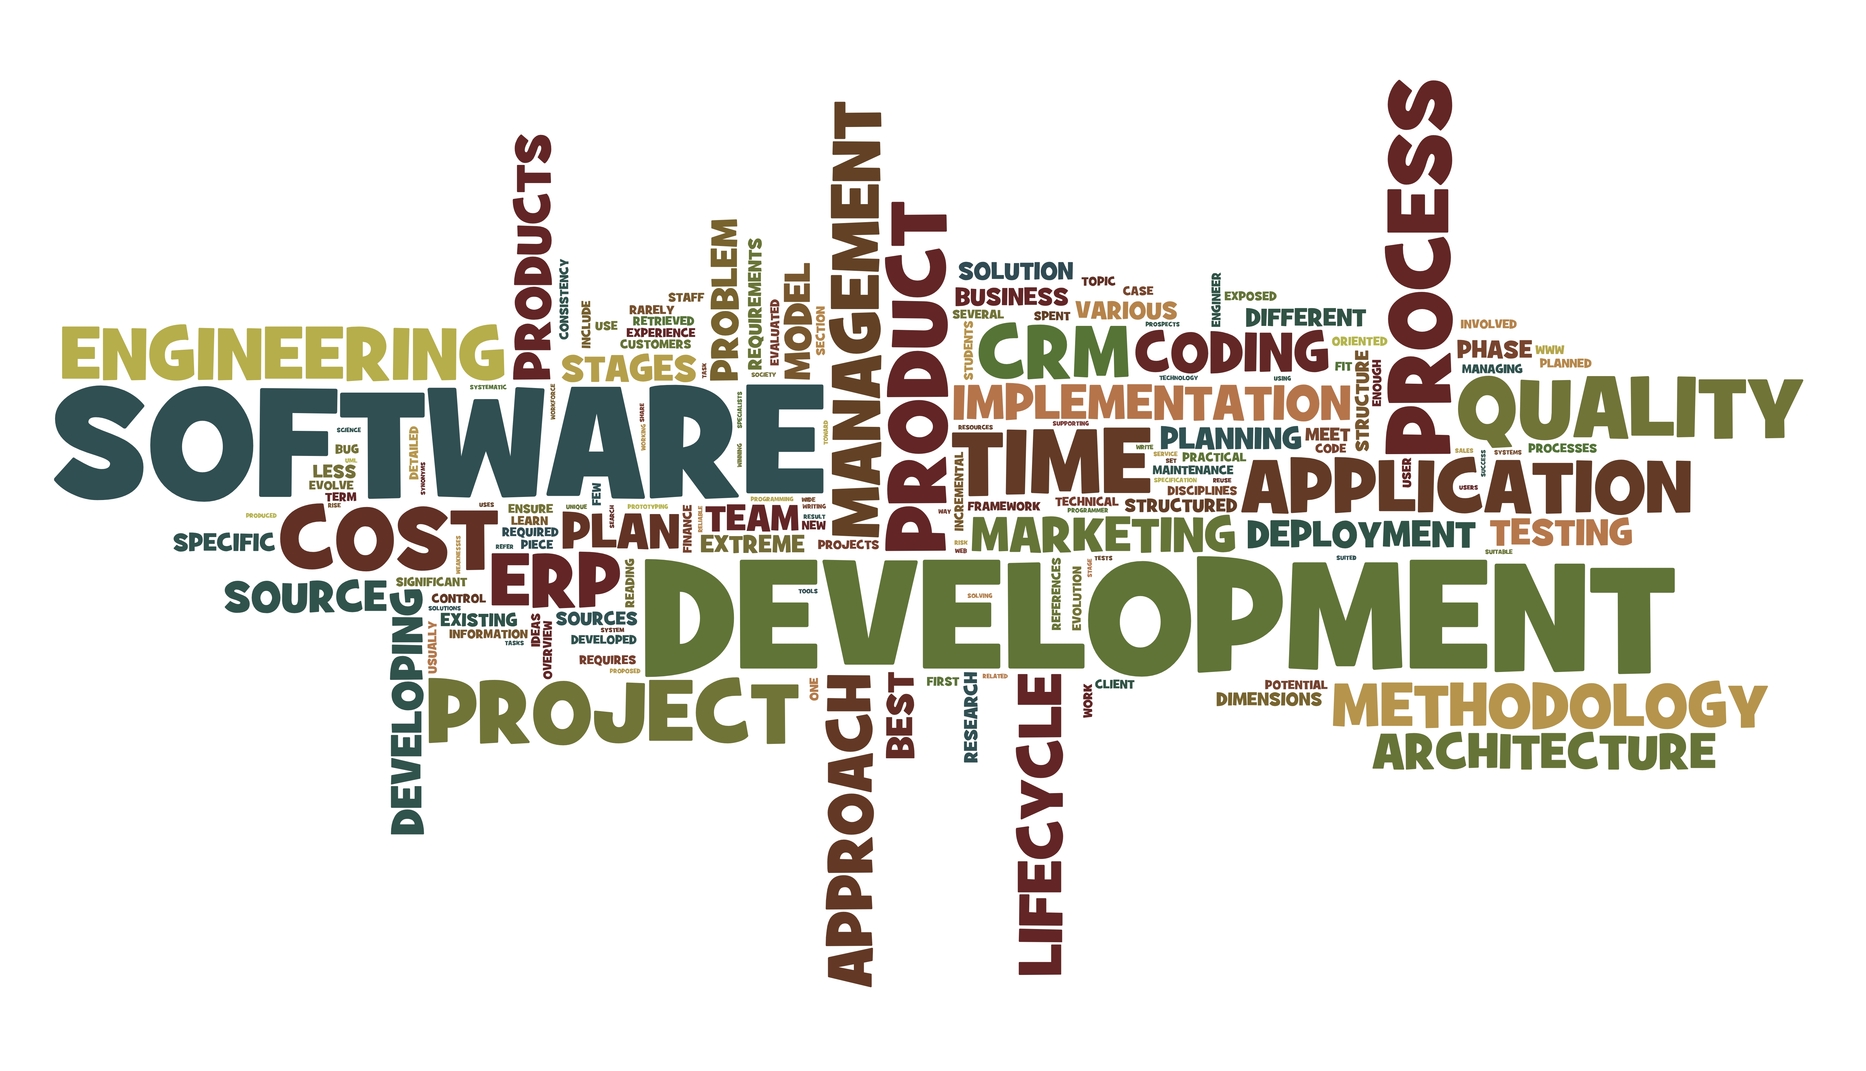 PROCESS
MANAGEMENT
PRODUCTS
PRODUCT
PROBLEM
REQUIREMENTS
CONSISTENCY
MODEL
SOLUTION
TOPIC
ENGINEER
BUSINESS
CASE
EXPOSED
STAFF
INCLUDE
RARELY
EVALUATED
SECTION
SEVERAL
SPENT
VARIOUS
DIFFERENT
USE
RETRIEVED
EXPERIENCE
CUSTOMERS
STUDENTS
PROSPECTS
INVOLVED
ENGINEERING
STAGES
TASK
SOCIETY
CRM
CODING
ORIENTED
FIT
STRUCTURE
ENOUGH
PHASE
WWW
PLANNED
MANAGING
TECHNOLOGY
USING
SYSTEMATIC
WORKFORCE
SOFTWARE
IMPLEMENTATION
QUALITY
SCIENCE
BUG
UML
LESS
EVOLVE
TERM
RISE
DETAILED
SYNONYMS
WORKING
SHARE
SPECIALISTS
WINNING
TOWARD
RESOURCES
SUPPORTING
TIME
WRITE
PLANNING
MEET
CODE
SERVICE
SET
PRACTICAL
MAINTENANCE
SPECIFICATION
REUSE
DISCIPLINES
USER
SALES
SUCCESS
SYSTEMS
PROCESSES
APPLICATION
USERS
INCREMENTAL
FRAMEWORK
TECHNICAL
PROGRAMMER
STRUCTURED
WAY
USES
FEW
UNIQUE
SEARCH
PROTOTYPING
PROGRAMMING
WIDE
WRITING
PRODUCED
COST
ENSURE
LEARN
REQUIRED
REFER
PIECE
PLAN
FINANCE
RELIABLE
TEAM
RESULT
NEW
EXTREME
PROJECTS
RISK
WEB
MARKETING
DEPLOYMENT
TESTING
SUITABLE
SUITED
SPECIFIC
WEAKNESSES
SOURCE
SIGNIFICANT
ERP
READING
CONTROL
SOLUTIONS
EXISTING
INFORMATION
TASKS
IDEAS
OVERVIEW
SOURCES
SYSTEM
DEVELOPED
REQUIRES
PROPOSED
USUALLY
DEVELOPMENT
TOOLS
SOLVING
REFERENCES
EVOLUTION
STAGE
TESTS
DEVELOPING
PROJECT
ONE
APPROACH
BEST
FIRST
RESEARCH
RELATED
LIFECYCLE
WORK
CLIENT
POTENTIAL
DIMENSIONS
METHODOLOGY
ARCHITECTURE